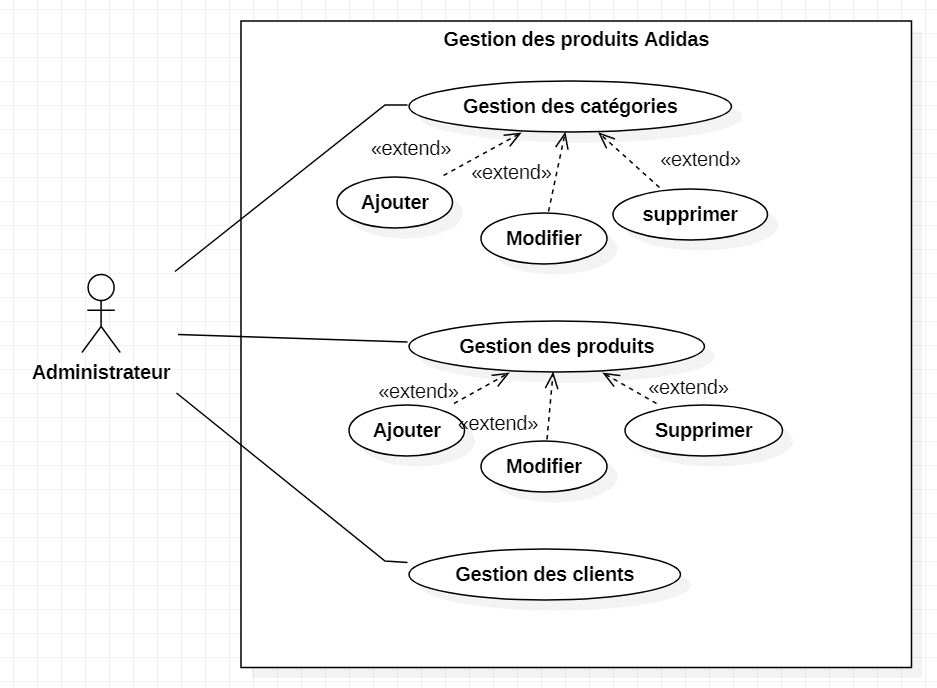 Gestion des produits Adidas
Gestion des catégories
«extend»
«extend»
«extend»
Ajouter
Modifier
supprimer
Administrateur
Gestion des produits
«extend»
«extend»
«extend»
Ajouter
Modifier
Supprimer
Gestion des clients